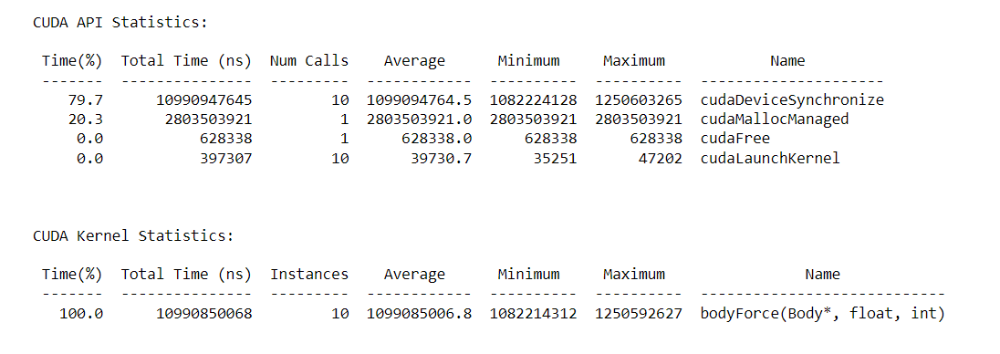 CUDA API Statistics:
Time(%) Total Time (ns) Num Calls Average Minimum Maximum Name
------- --------------- --------- ------------ ---------- ---------- ---------------------
79.7 10990947645 10 1099094764.5 1082224128 1250603265 cudaDeviceSynchronize
20.3 2803503921 1 2803503921.0 2803503921 2803503921 cudaMallocManaged
0.0 628338 1 628338.0 628338 628338 cudaFree
0.0 397307 10 39730.7 35251 47202 cudaLaunchKernel
CUDA Kernel Statistics:
Time(%) Total Time (ns) Instances Average Minimum Maximum Name
------- --------------- --------- ------------ ---------- ---------- ----------------------------
100.0 10990850068 10 1099085006.8 1082214312 1250592627 bodyForce(Body*, float, int)